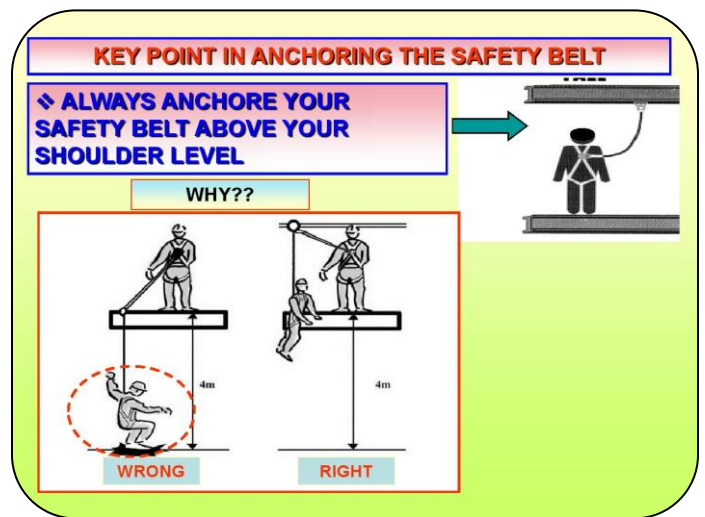 KEY POINT IN ANCHORING THE SAFETY BELT
❖ ALWAYS ANCHORE YOUR
SAFETY BELT ABOVE YOUR
SHOULDER LEVEL
WHY??
4m
4m
WRONG
RIGHT